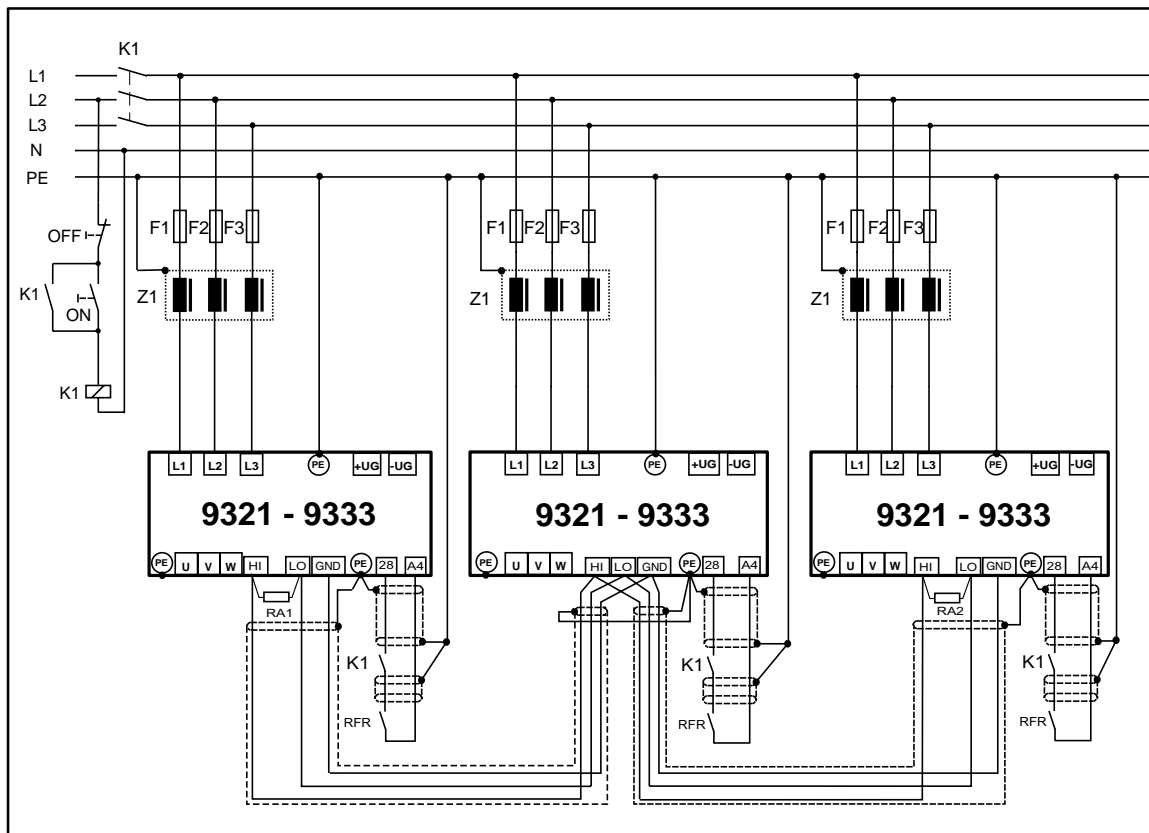 K1
L1
L2
L3
N
PE
F1 F2 F3 F1 F2 F3 F1 F2 F3
OFF
K1 Z1 Z1 Z1
ON
K1
L1 L2 L3 PE +UG -UG L1 L2 L3 PE +UG -UG L1 L2 L3 PE +UG -UG
9321 - 9333 9321 - 9333 9321 - 9333
PE U V W HI LO GND PE 28 A4 PE U V W HI LO GND PE 28 A4 PE U V W HI LO GND PE 28 A4
RA1 RA2
K1 K1 K1
RFR RFR RFR